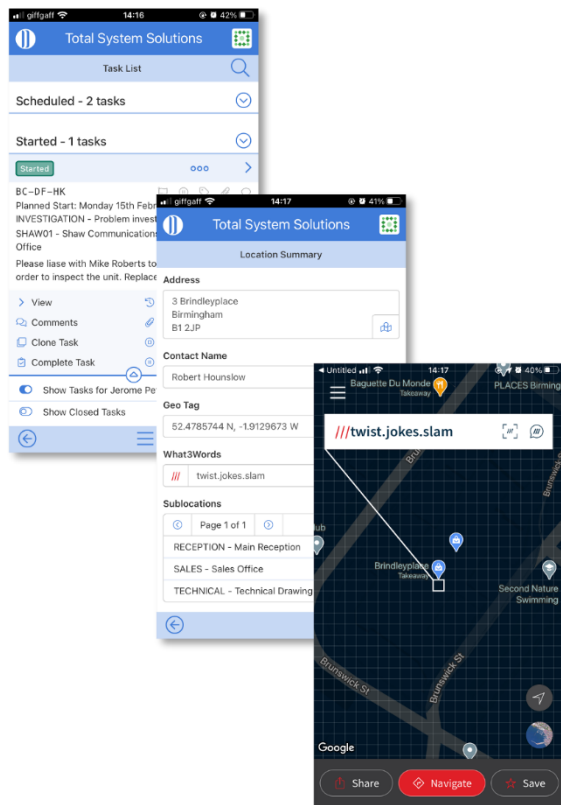 giffgaff 14:16 42%
Total System Solutions
Task List
Scheduled - 2 tasks
Started - 1 tasks
Started
BC-DF-HK
Planned Start: Monday 15th Febr
INVESTIGATION - Problem invest
SHAW01 - Shaw Communications
Office
Please liase with Mike Roberts to
order to inspect the unit. Replace
View
Comments
Clone Task
Complete Task
Show Tasks for Jerome Pe
Show Closed Tasks
giffgaff 14:17 41%
Total System Solutions
Location Summary
Address
3 Brindleyplace
Birmingham
B1 2JP
Contact Name
Robert Hounslow
Geo Tag
52.4785744 N, -1.9129673 W
What3Words
/// twist.jokes.slam
Sublocations
Page 1 of 1
RECEPTION - Main Reception
SALES - Sales Office
TECHNICAL - Technical Drawing
Untitled 14:17 40%
Baguette Du Monde
Takeaway
PLACES Birming
///twist.jokes.slam
Brunswick
Brindleyplace
Takeaway
Second Nature
Swimming
Brunswick St
Brunswick St
Google
Share
Navigate
Save